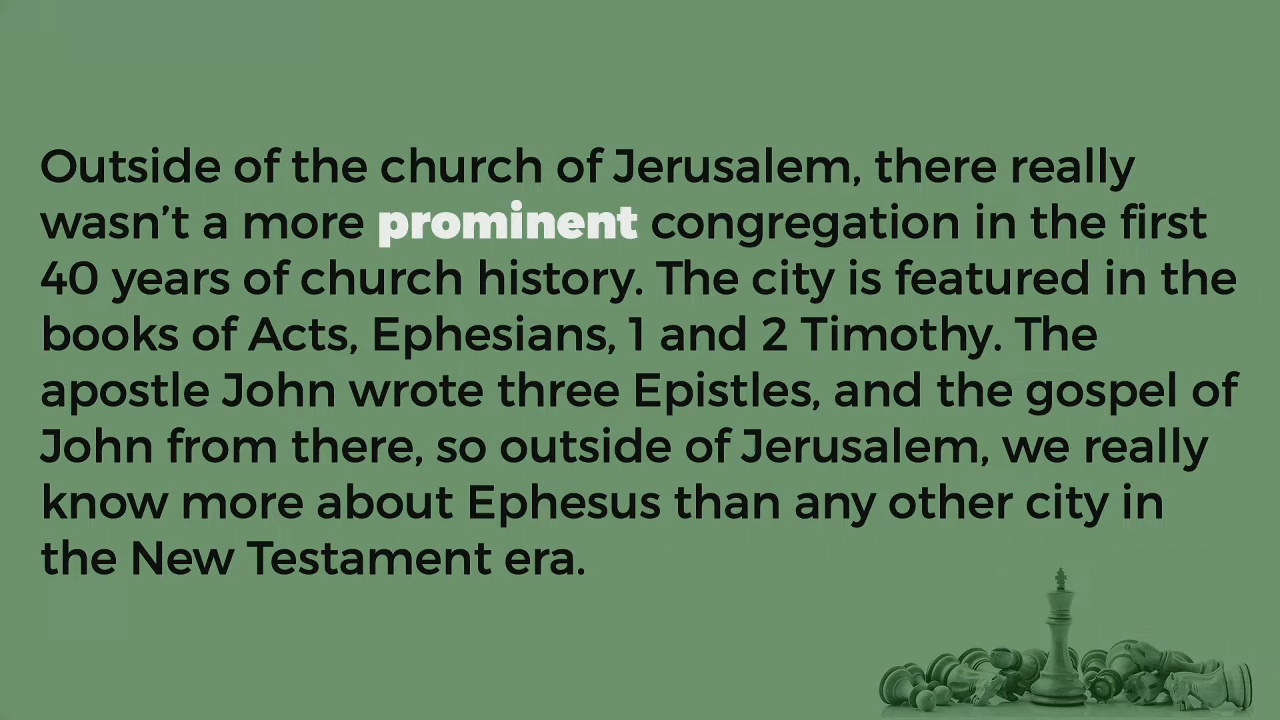 Outside of the church of Jerusalem, there really
wasn’t a more prominent congregation in the first
40 years of church history. The city is featured in the
books of Acts, Ephesians, 1 and 2 Timothy. The
apostle John wrote three Epistles, and the gospel of
John from there, so outside of Jerusalem, we really
know more about Ephesus than any other city in
the New Testament era.